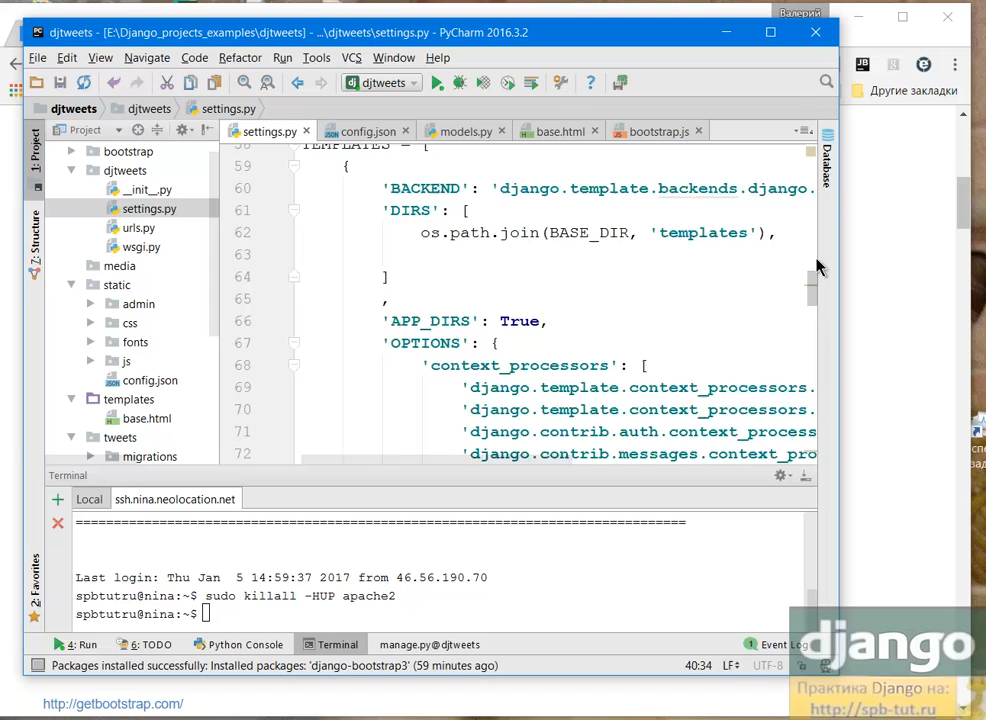 Валерий
djtweets - [E:\Django_projects_examples\djtweets] - ...\djtweets\settings.py - PyCharm 2016.3.2
File Edit View Navigate Code Refactor Run Tools VCS Window Help
djtweets
Другие закладки
djtweets djtweets settings.py
Project settings.py config.json models.py base.html bootstrap.js
1: Project
7: Structure
2: Favorites
Database
bootstrap
djtweets
__init__.py
settings.py
urls.py
wsgi.py
media
static
admin
css
fonts
js
config.json
templates
base.html
tweets
migrations
58 TEMPLATES = [
59 {
60 'BACKEND': 'django.template.backends.django.
61 'DIRS': [
62 os.path.join(BASE_DIR, 'templates'),
63
64 ]
65 ,
66 'APP_DIRS': True,
67 'OPTIONS': {
68 'context_processors': [
69 'django.template.context_processors.
70 'django.template.context_processors.
71 'django.contrib.auth.context_process
72 'django.contrib.messages.context_pro
Terminal
Local ssh.nina.neolocation.net
================================================================================
Last login: Thu Jan 5 14:59:37 2017 from 46.56.190.70
spbtutru@nina:~$ sudo killall -HUP apache2
spbtutru@nina:~$
4: Run 6: TODO Python Console Terminal manage.py@djtweets 1 Event Log
Packages installed successfully: Installed packages: 'django-bootstrap3' (59 minutes ago) 40:34 LF UTF-8
http://getbootstrap.com/
django
Практика Django на:
http://spb-tut.ru